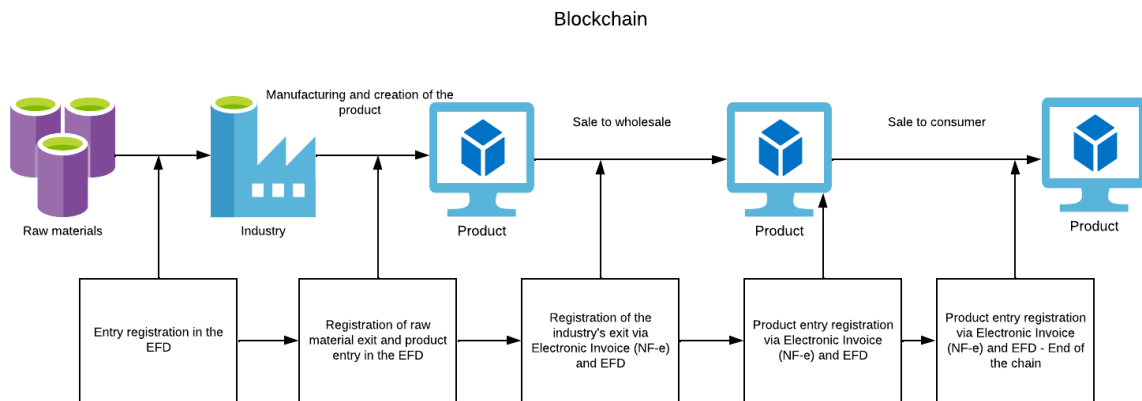 Blockchain
Manufacturing and creation of the
product
Sale to wholesale
Sale to consumer
Raw materials
Industry
Product
Product
Product
Entry registration in the
EFD
Registration of raw
material exit and product
entry in the EFD
Registration of the
industry's exit via
Electronic Invoice (NF-e)
and EFD
Product entry registration
via Electronic Invoice
(NF-e) and EFD
Product entry registration
via Electronic Invoice
(NF-e) and EFD - End of
the chain